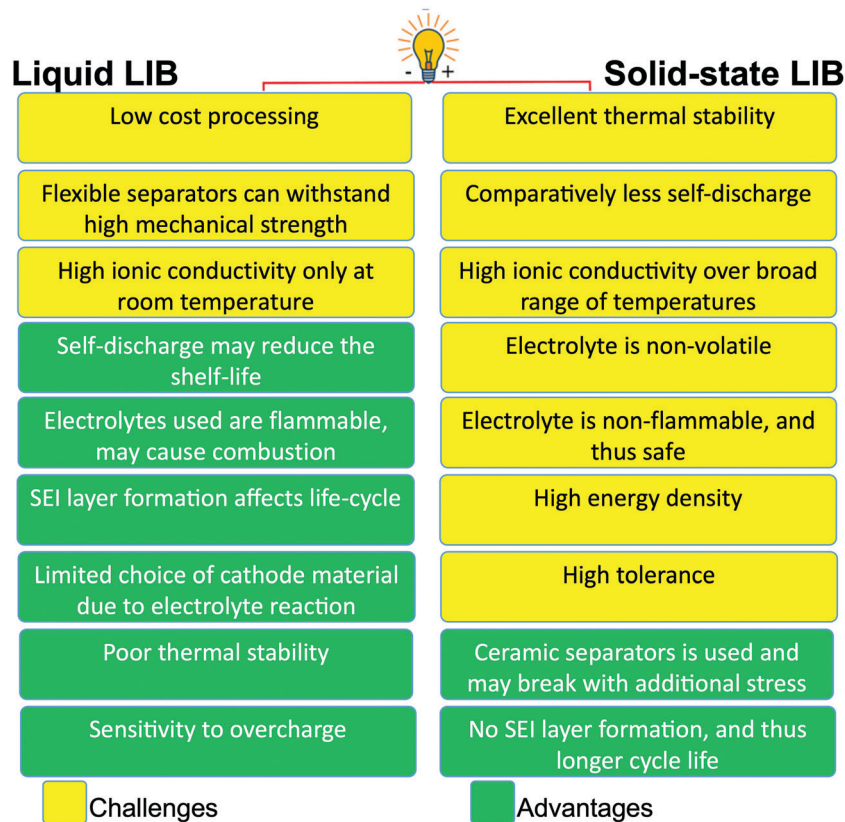 Liquid LIB
- +
Solid-state LIB
Low cost processing
Flexible separators can withstand
high mechanical strength
High ionic conductivity only at
room temperature
Self-discharge may reduce the
shelf-life
Electrolytes used are flammable,
may cause combustion
SEI layer formation affects life-cycle
Limited choice of cathode material
due to electrolyte reaction
Poor thermal stability
Sensitivity to overcharge
Excellent thermal stability
Comparatively less self-discharge
High ionic conductivity over broad
range of temperatures
Electrolyte is non-volatile
Electrolyte is non-flammable, and
thus safe
High energy density
High tolerance
Ceramic separators is used and
may break with additional stress
No SEI layer formation, and thus
longer cycle life
Challenges
Advantages